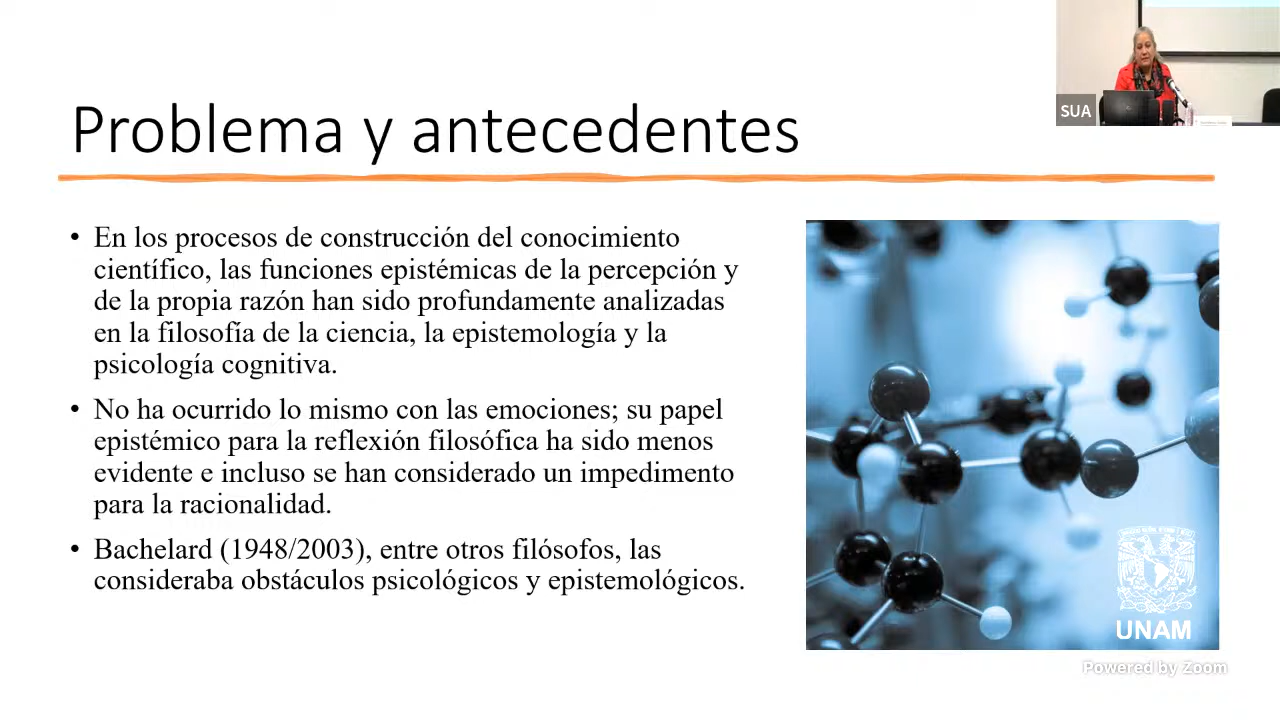 SUA
Problema y antecedentes
• En los procesos de construcción del conocimiento
científico, las funciones epistémicas de la percepción y
de la propia razón han sido profundamente analizadas
en la filosofía de la ciencia, la epistemología y la
psicología cognitiva.
• No ha ocurrido lo mismo con las emociones; su papel
epistémico para la reflexión filosófica ha sido menos
evidente e incluso se han considerado un impedimento
para la racionalidad.
• Bachelard (1948/2003), entre otros filósofos, las
consideraba obstáculos psicológicos y epistemológicos.
UNAM
Powered by Zoom